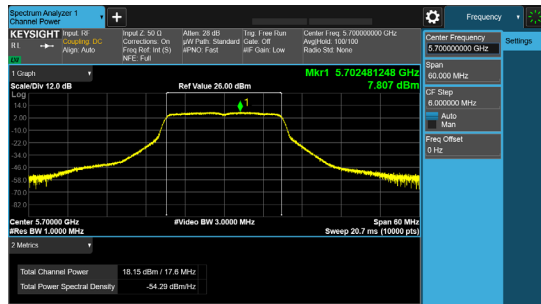 Spectrum Analyzer 1
Channel Power
Frequency
KEYSIGHT
R L
Input: RF
Coupling: DC
Align: Auto
Input Z: 50 Ω
Corrections: On
Freq Ref: Int (S)
NFE: Full
Atten: 28 dB
µW Path: Standard
#PNO: Fast
Trig: Free Run
Gate: Off
#IF Gain: Low
Center Freq: 5.700000000 GHz
Avg|Hold: 100/100
Radio Std: None
1 Graph
Scale/Div 12.0 dB
Ref Value 26.00 dBm
Mkr1 5.702481248 GHz
7.807 dBm
Log
14.0
2.00
-10.0
-22.0
-34.0
-46.0
-58.0
-70.0
-82.0
1
Center 5.70000 GHz
#Res BW 1.0000 MHz
#Video BW 3.0000 MHz
Span 60 MHz
Sweep 20.7 ms (10000 pts)
2 Metrics
Total Channel Power 18.15 dBm / 17.6 MHz
Total Power Spectral Density -54.29 dBm/Hz
Center Frequency
5.700000000 GHz
Span
60.000 MHz
CF Step
6.000000 MHz
Auto
Man
Freq Offset
0 Hz
Settings